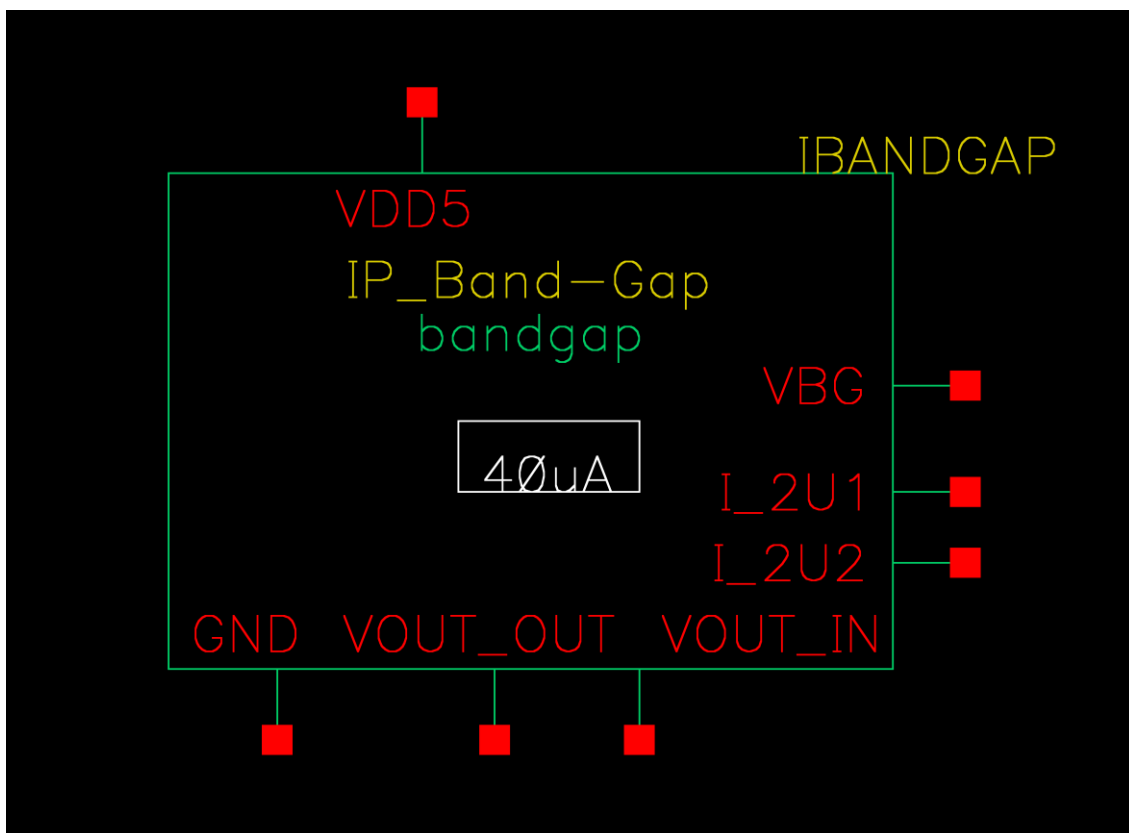 IBANDGAP
VDD5
IP_Band-Gap
bandgap
VBG
40uA
I_2U1
I_2U2
GND VOUT_OUT VOUT_IN